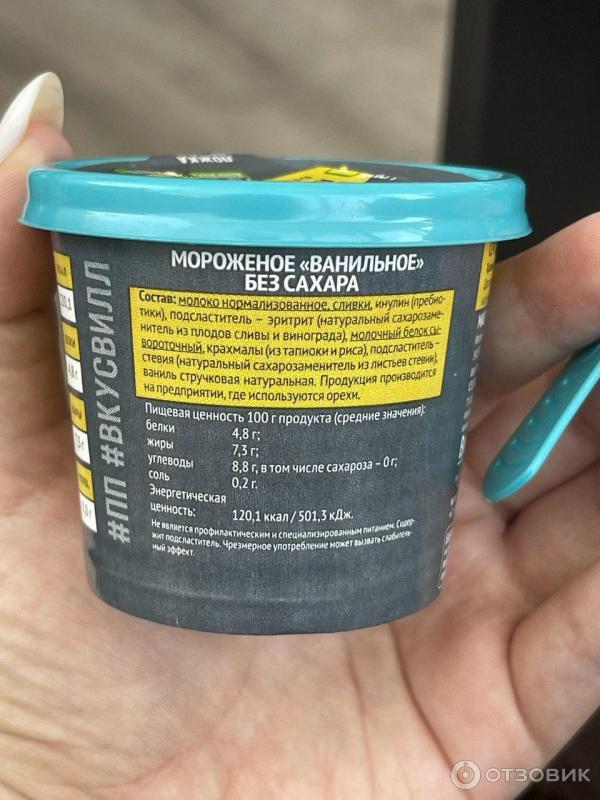 ЛОЖКА
МОРОЖЕНОЕ «ВАНИЛЬНОЕ»
БЕЗ САХАРА
Состав: молоко нормализованное, сливки, инулин (пребио-
тики), подсластитель – эритрит (натуральный сахарозаме-
нитель из плодов сливы и винограда), молочный белок сы-
вороточный, крахмалы (из тапиоки и риса), подсластитель –
стевия (натуральный сахарозаменитель из листьев стевии),
ваниль стручковая натуральная. Продукция производится
на предприятии, где используются орехи.
Пищевая ценность 100 г продукта (средние значения):
белки 4,8 г;
жиры 7,3 г;
углеводы 8,8 г, в том числе сахароза – 0 г;
соль 0,2 г.
Энергетическая
ценность: 120,1 ккал / 501,3 кДж.
Не является профилактическим и специализированным питанием. Содер-
жит подсластитель. Чрезмерное употребление может вызвать слабитель-
ный эффект.
#ПП #ВКУСВИЛЛ
ОТЗОВИК